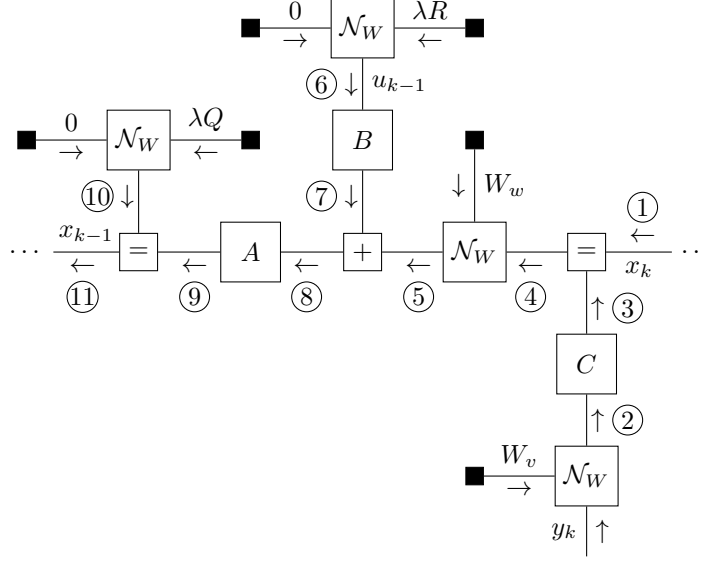 0 → 𝒩_W λR ←
⑥ ↓ u_{k−1}
0 → 𝒩_W λQ ←
B
⑩ ↓ ⑦ ↓ ↓ W_w ①
⋯ x_{k−1} = A + 𝒩_W = ← x_k ⋯
← ← ← ← ←
⑪ ⑨ ⑧ ⑤ ④ ↑ ③
C
↑ ②
W_v → 𝒩_W
y_k ↑